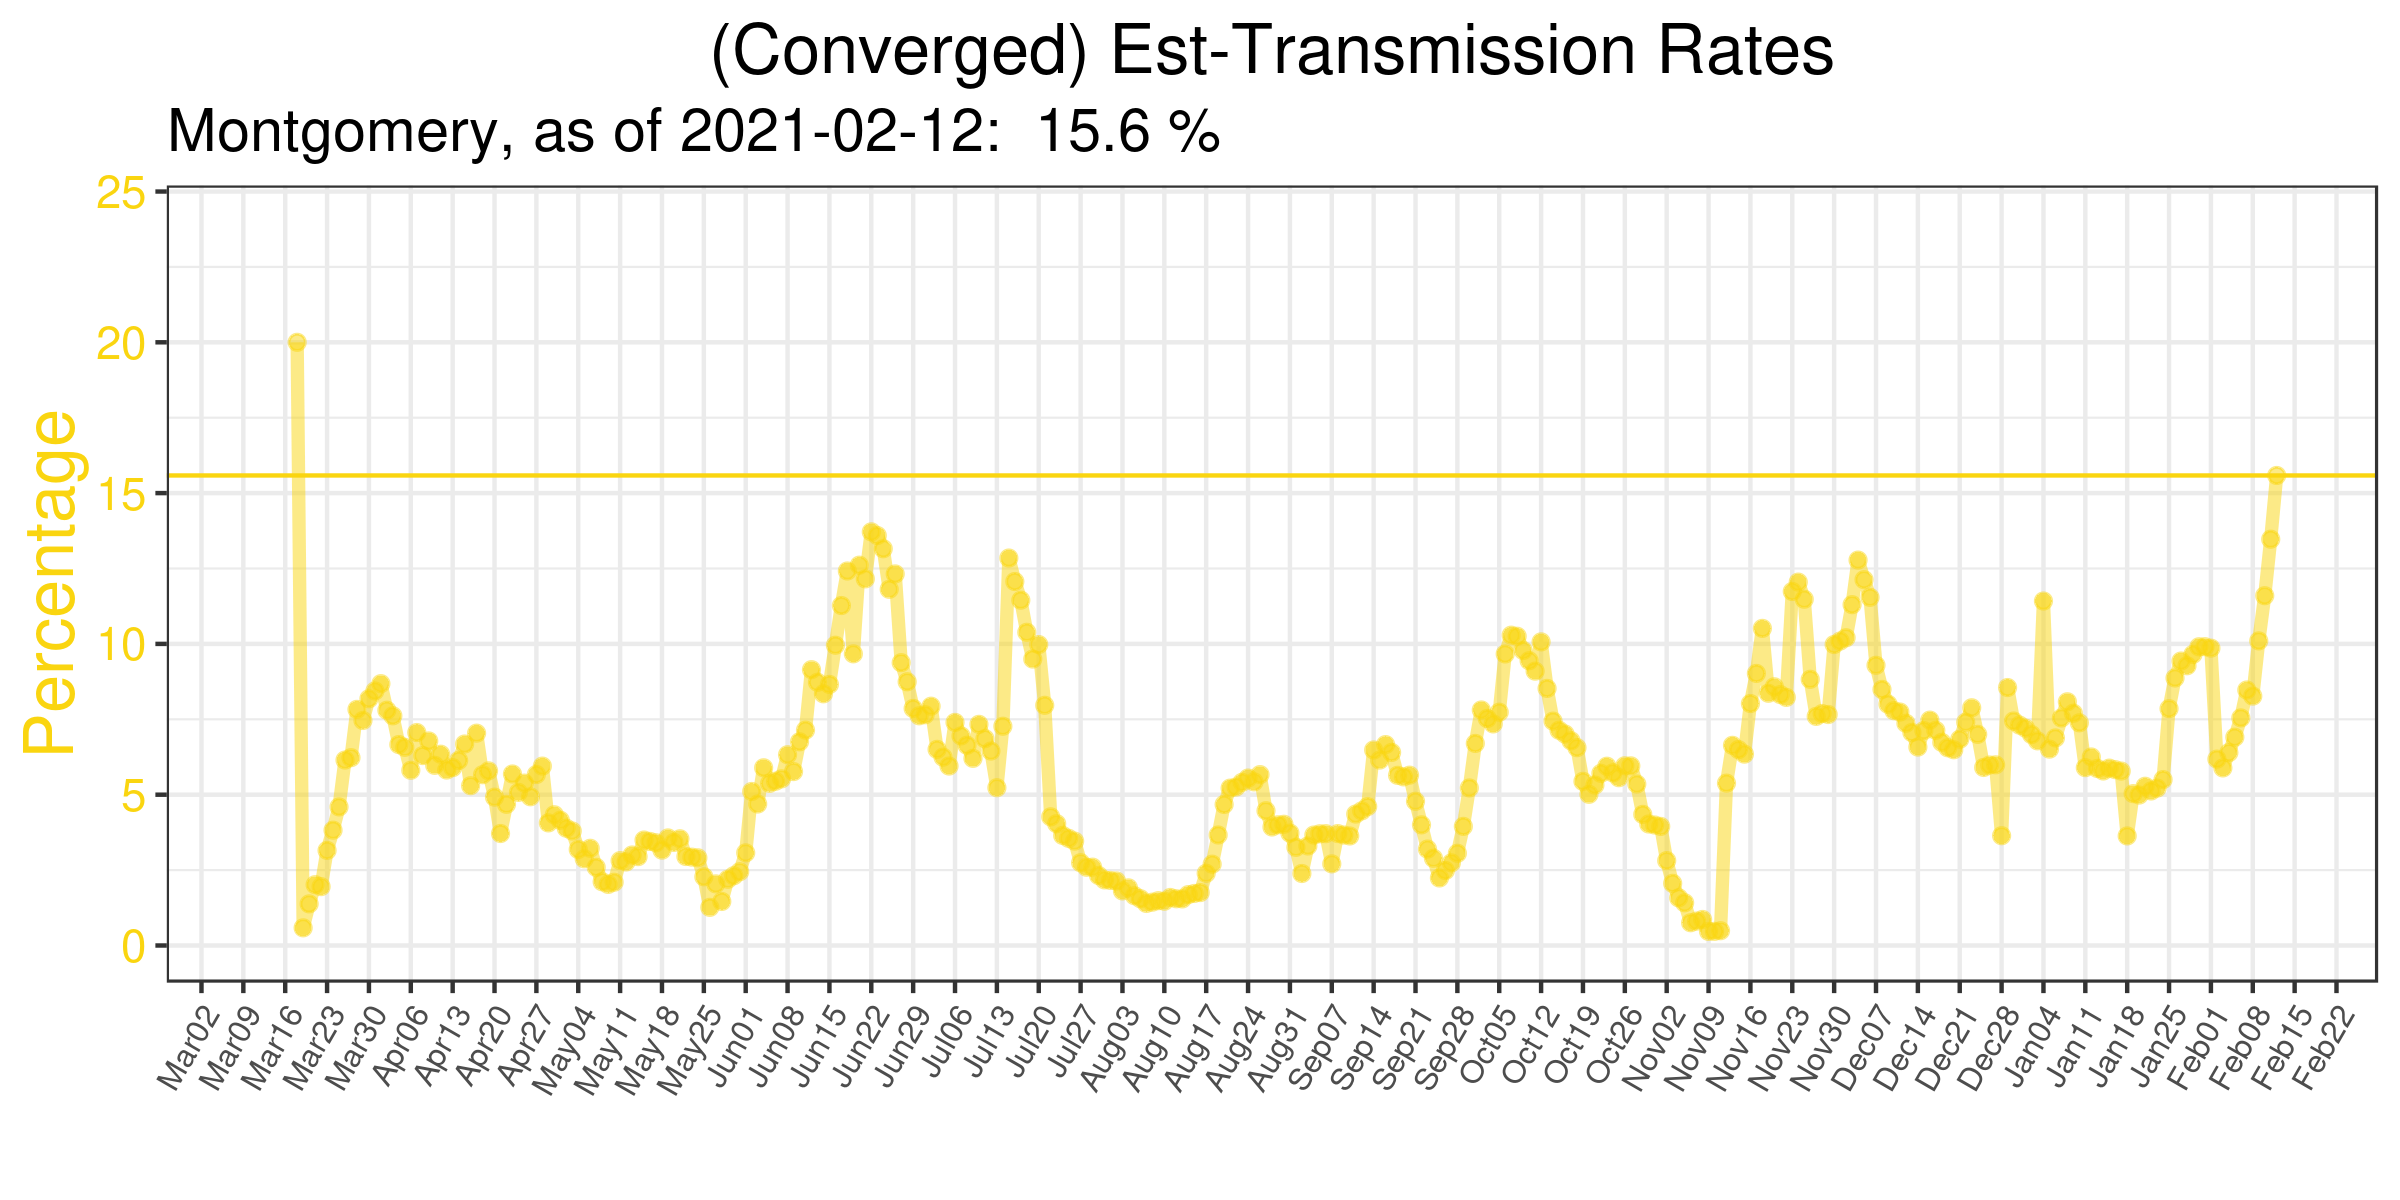 (Converged) Est-Transmission Rates
Montgomery, as of 2021-02-12:  15.6 %
Percentage
25
20
15
10
5
0
Mar02
Mar09
Mar16
Mar23
Mar30
Apr06
Apr13
Apr20
Apr27
May04
May11
May18
May25
Jun01
Jun08
Jun15
Jun22
Jun29
Jul06
Jul13
Jul20
Jul27
Aug03
Aug10
Aug17
Aug24
Aug31
Sep07
Sep14
Sep21
Sep28
Oct05
Oct12
Oct19
Oct26
Nov02
Nov09
Nov16
Nov23
Nov30
Dec07
Dec14
Dec21
Dec28
Jan04
Jan11
Jan18
Jan25
Feb01
Feb08
Feb15
Feb22